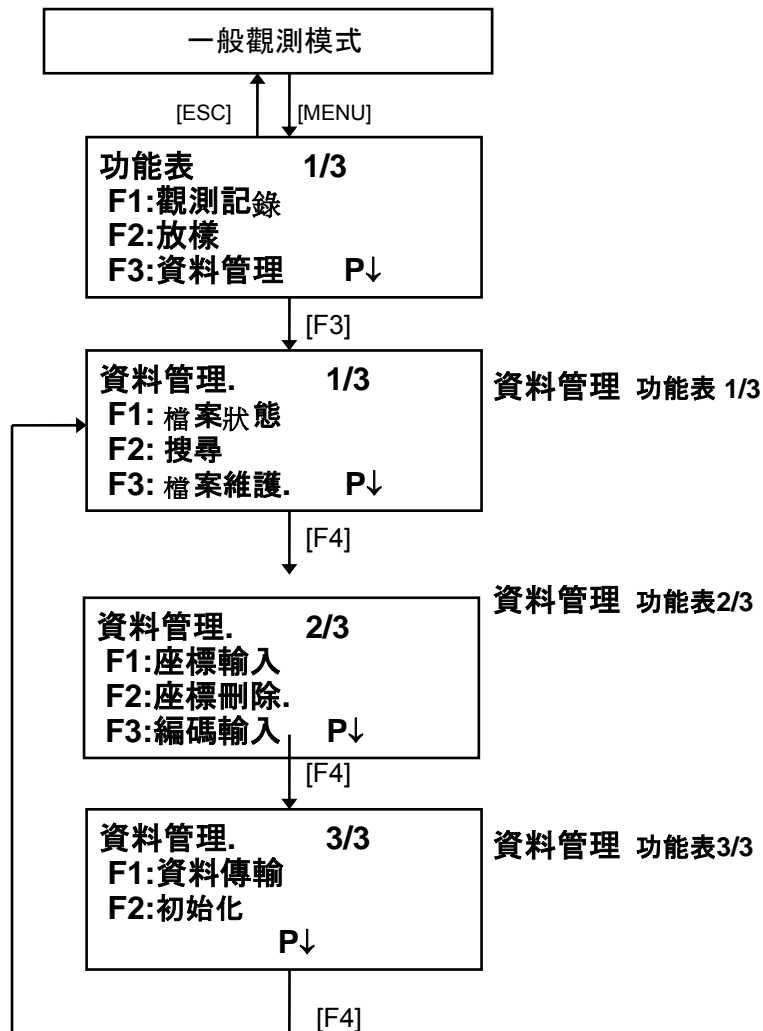 一般觀測模式
[ESC] [MENU]
功能表 1/3
F1:觀測記錄
F2:放樣
F3:資料管理 P↓
[F3]
資料管理. 1/3 資料管理 功能表 1/3
F1: 檔案狀態
F2: 搜尋
F3: 檔案維護. P↓
[F4]
資料管理 功能表2/3
資料管理. 2/3
F1:座標輸入
F2:座標刪除.
F3:編碼輸入 P↓
[F4]
資料管理. 3/3 資料管理 功能表3/3
F1:資料傳輸
F2:初始化
P↓
[F4]